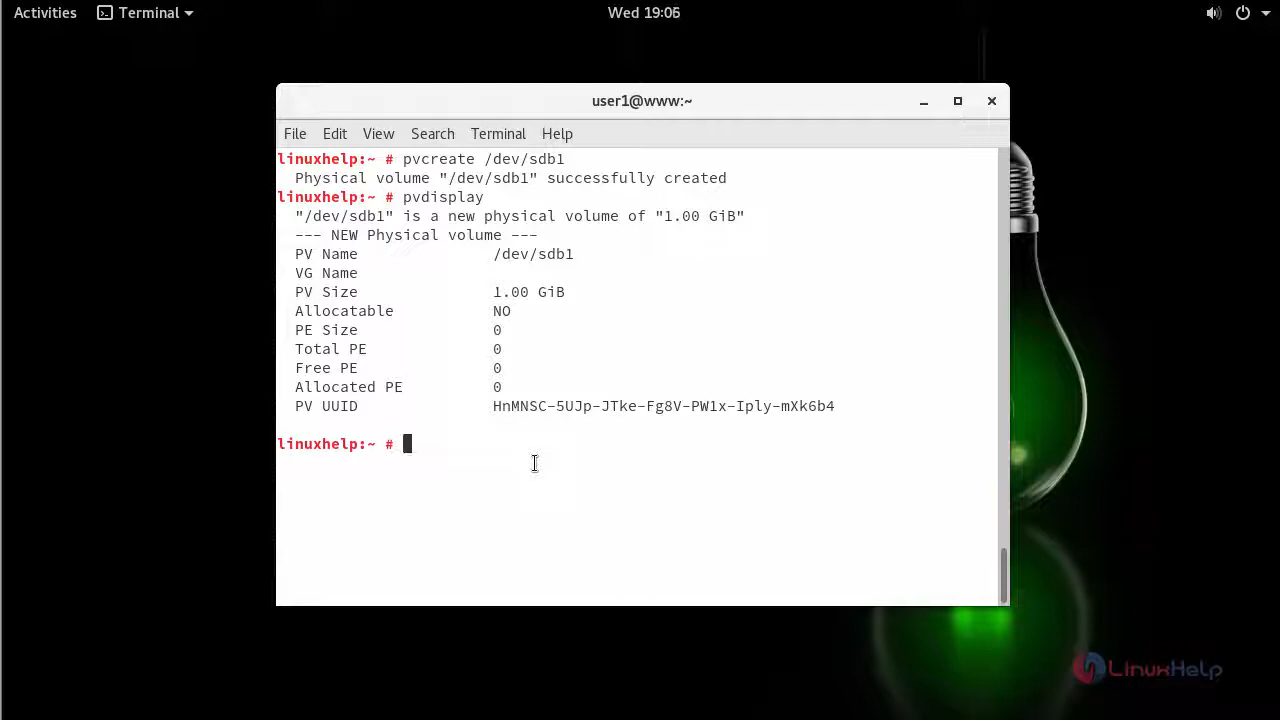 Activities Terminal Wed 19:05
user1@www:~
File Edit View Search Terminal Help
linuxhelp:~ # pvcreate /dev/sdb1
  Physical volume "/dev/sdb1" successfully created
linuxhelp:~ # pvdisplay
  "/dev/sdb1" is a new physical volume of "1.00 GiB"
  --- NEW Physical volume ---
  PV Name               /dev/sdb1
  VG Name
  PV Size               1.00 GiB
  Allocatable           NO
  PE Size               0
  Total PE              0
  Free PE               0
  Allocated PE          0
  PV UUID               HnMNSC-5UJp-JTke-Fg8V-PW1x-Iply-mXk6b4
linuxhelp:~ #
LinuxHelp